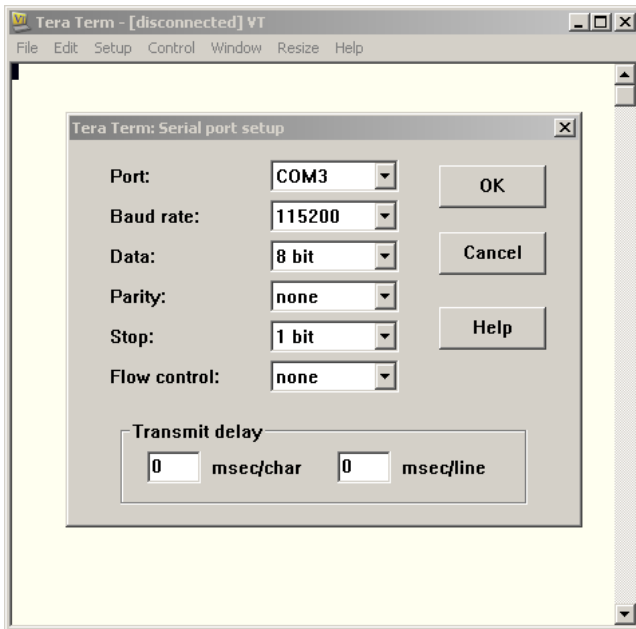 Tera Term - [disconnected] VT
File Edit Setup Control Window Resize Help
Tera Term: Serial port setup
Port: COM3 OK
Baud rate: 115200
Data: 8 bit Cancel
Parity: none
Stop: 1 bit Help
Flow control: none
Transmit delay
0 msec/char 0 msec/line